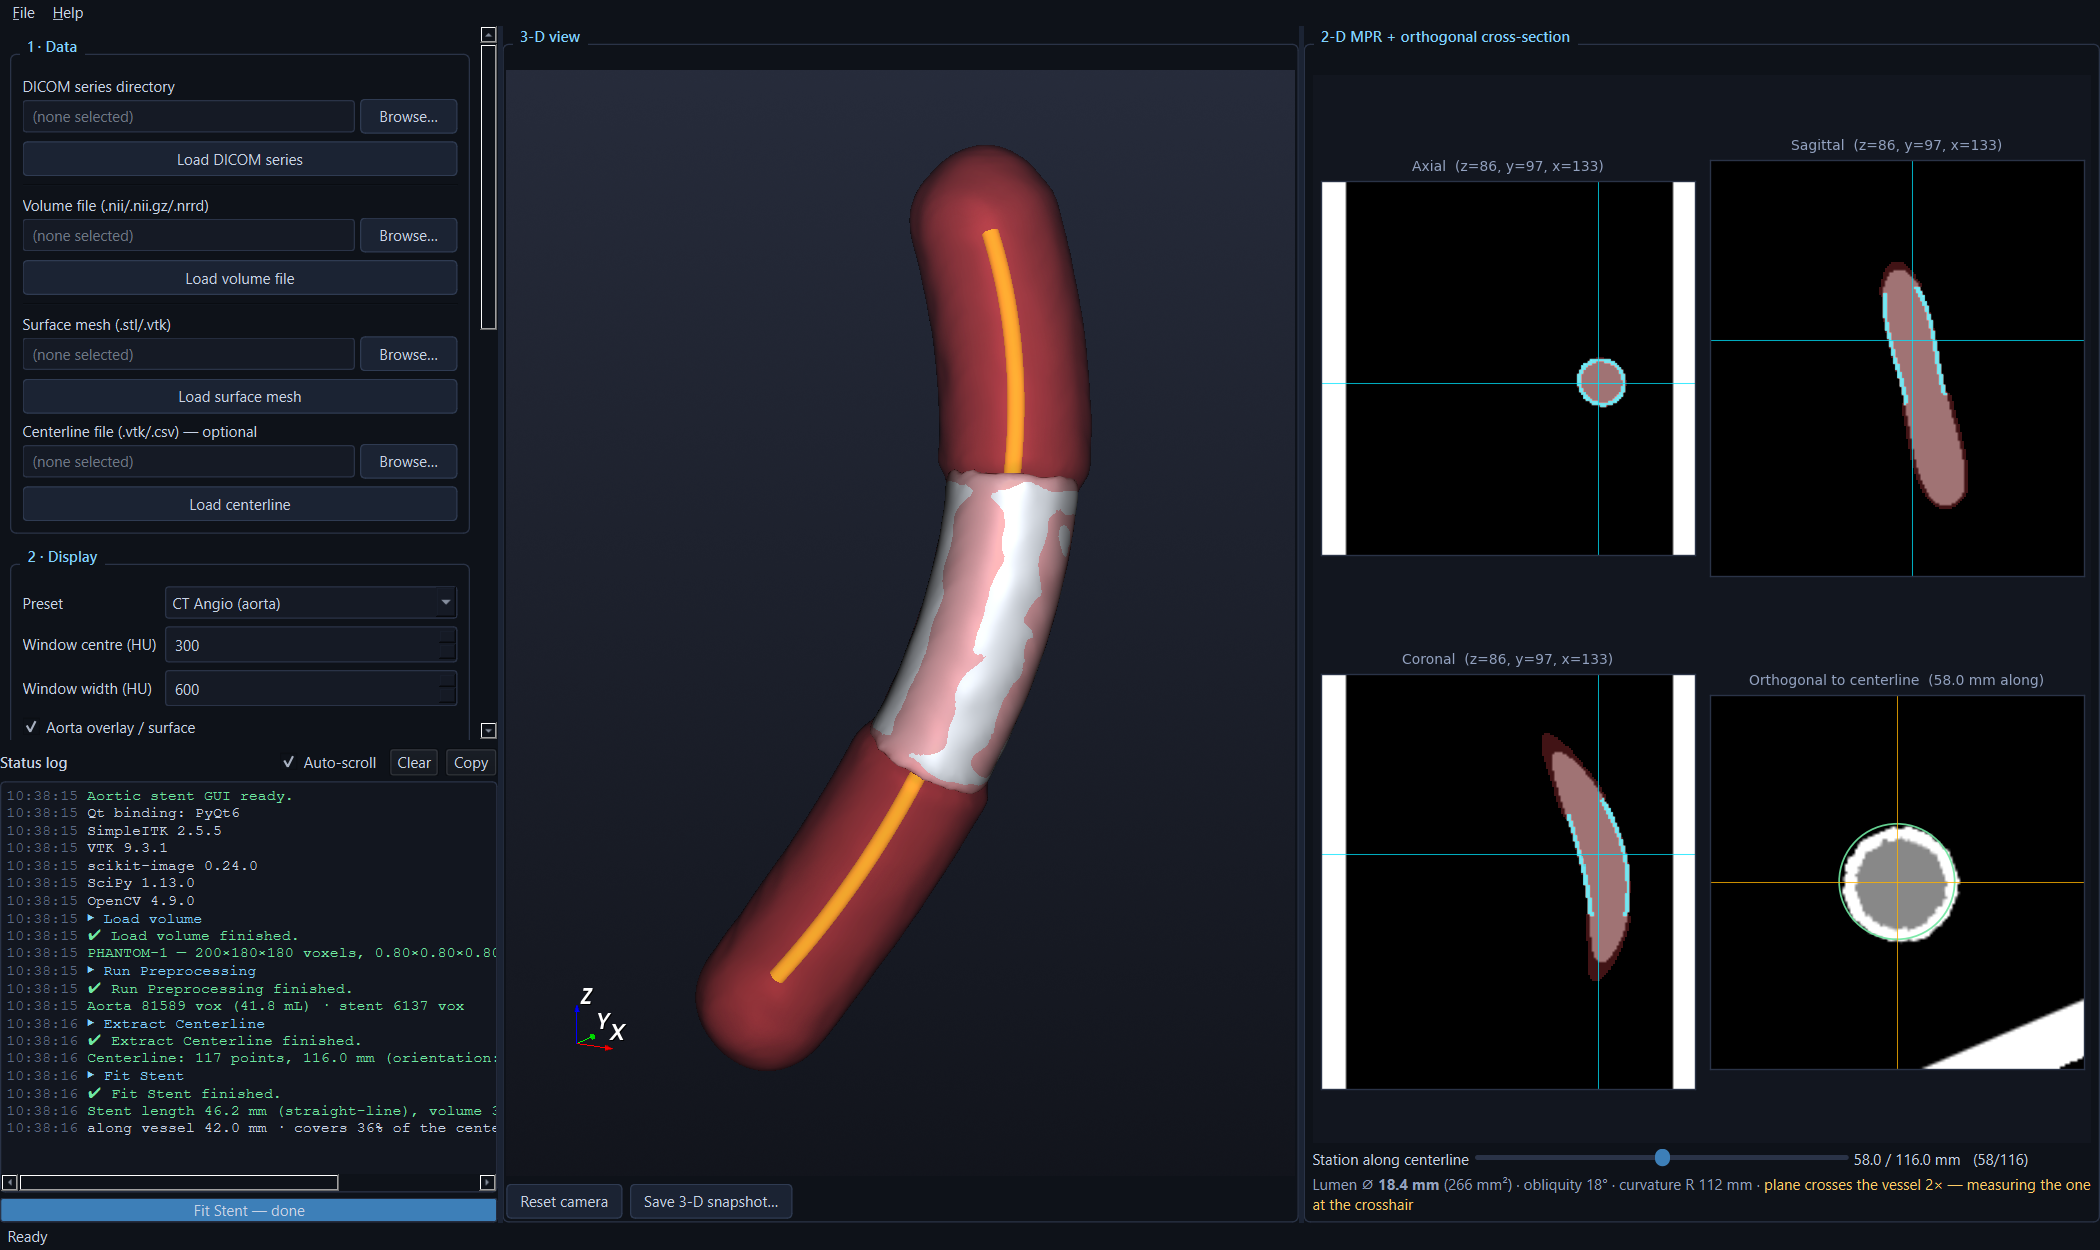 File Help
1 · Data
DICOM series directory
(none selected) Browse...
Load DICOM series
Volume file (.nii/.nii.gz/.nrrd)
(none selected) Browse...
Load volume file
Surface mesh (.stl/.vtk)
(none selected) Browse...
Load surface mesh
Centerline file (.vtk/.csv) — optional
(none selected) Browse...
Load centerline
2 · Display
Preset CT Angio (aorta)
Window centre (HU) 300
Window width (HU) 600
✓ Aorta overlay / surface
Status log ✓ Auto-scroll Clear Copy
10:38:15 Aortic stent GUI ready.
10:38:15 Qt binding: PyQt6
10:38:15 SimpleITK 2.5.5
10:38:15 VTK 9.3.1
10:38:15 scikit-image 0.24.0
10:38:15 SciPy 1.13.0
10:38:15 OpenCV 4.9.0
10:38:15 ▸ Load volume
10:38:15 ✔ Load volume finished.
10:38:15 PHANTOM-1 — 200×180×180 voxels, 0.80×0.80×0.80
10:38:15 ▸ Run Preprocessing
10:38:15 ✔ Run Preprocessing finished.
10:38:15 Aorta 81589 vox (41.8 mL) · stent 6137 vox
10:38:16 ▸ Extract Centerline
10:38:16 ✔ Extract Centerline finished.
10:38:16 Centerline: 117 points, 116.0 mm (orientation:
10:38:16 ▸ Fit Stent
10:38:16 ✔ Fit Stent finished.
10:38:16 Stent length 46.2 mm (straight-line), volume 3
10:38:16 along vessel 42.0 mm · covers 36% of the cente
Fit Stent — done
Ready
3-D view
Z
Y
X
Reset camera Save 3-D snapshot...
2-D MPR + orthogonal cross-section
Axial (z=86, y=97, x=133)
Sagittal (z=86, y=97, x=133)
Coronal (z=86, y=97, x=133)
Orthogonal to centerline (58.0 mm along)
Station along centerline 58.0 / 116.0 mm (58/116)
Lumen Ø 18.4 mm (266 mm²) · obliquity 18° · curvature R 112 mm · plane crosses the vessel 2× — measuring the one
at the crosshair